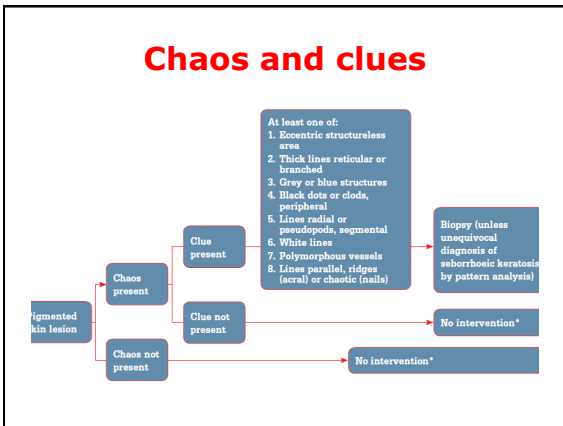 Chaos and clues
At least one of:
1. Eccentric structureless
area
2. Thick lines reticular or
branched
3. Grey or blue structures
4. Black dots or clods,
peripheral
5. Lines radial or
pseudopods, segmental
6. White lines
7. Polymorphous vessels
8. Lines parallel, ridges
(acral) or chaotic (nails)
Clue
present
Biopsy (unless
unequivocal
diagnosis of
seborrhoeic keratosis
by pattern analysis)
Chaos
present
Clue not
present
No intervention*
igmented
kin lesion
Chaos not
present
No intervention*